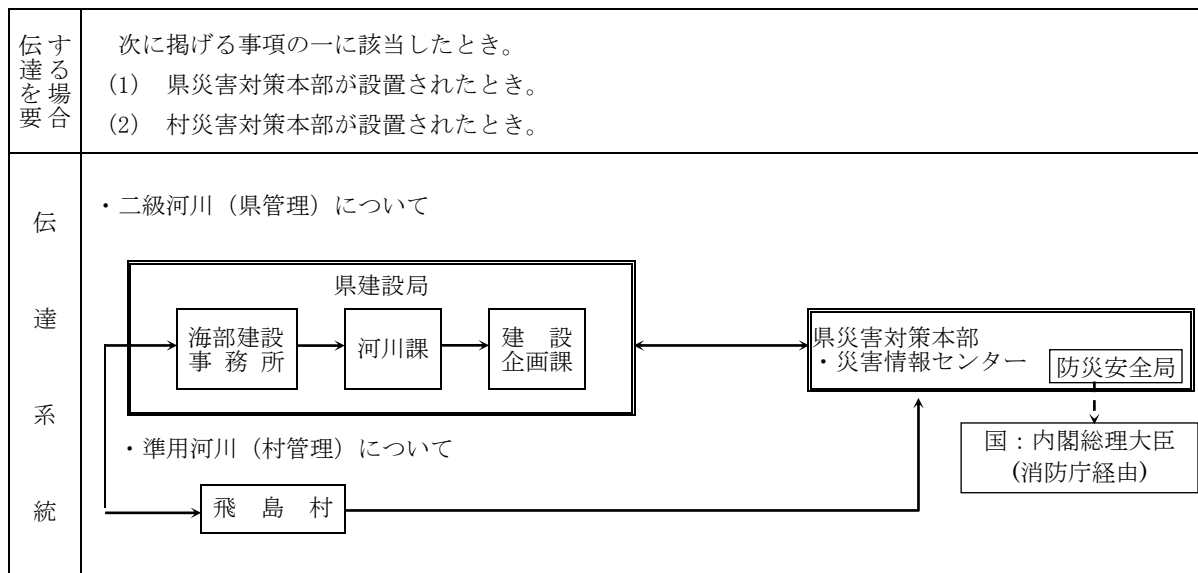 伝達を要する場合
次に掲げる事項の一に該当したとき。
(1) 県災害対策本部が設置されたとき。
(2) 村災害対策本部が設置されたとき。
伝達系統
・二級河川（県管理）について
県建設局
海部建設
事務所
河川課
建設
企画課
県災害対策本部
・災害情報センター
防災安全局
国：内閣総理大臣
(消防庁経由)
・準用河川（村管理）について
飛島村